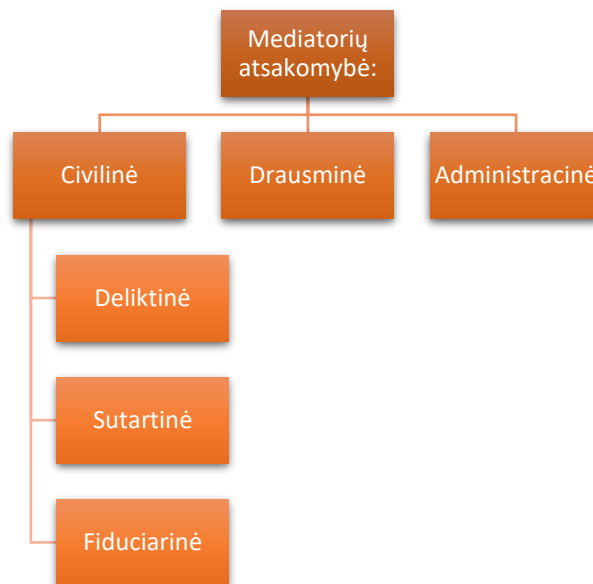 Mediatorių
atsakomybė:
Civilinė
Drausminė
Administracinė
Deliktinė
Sutartinė
Fiduciarinė